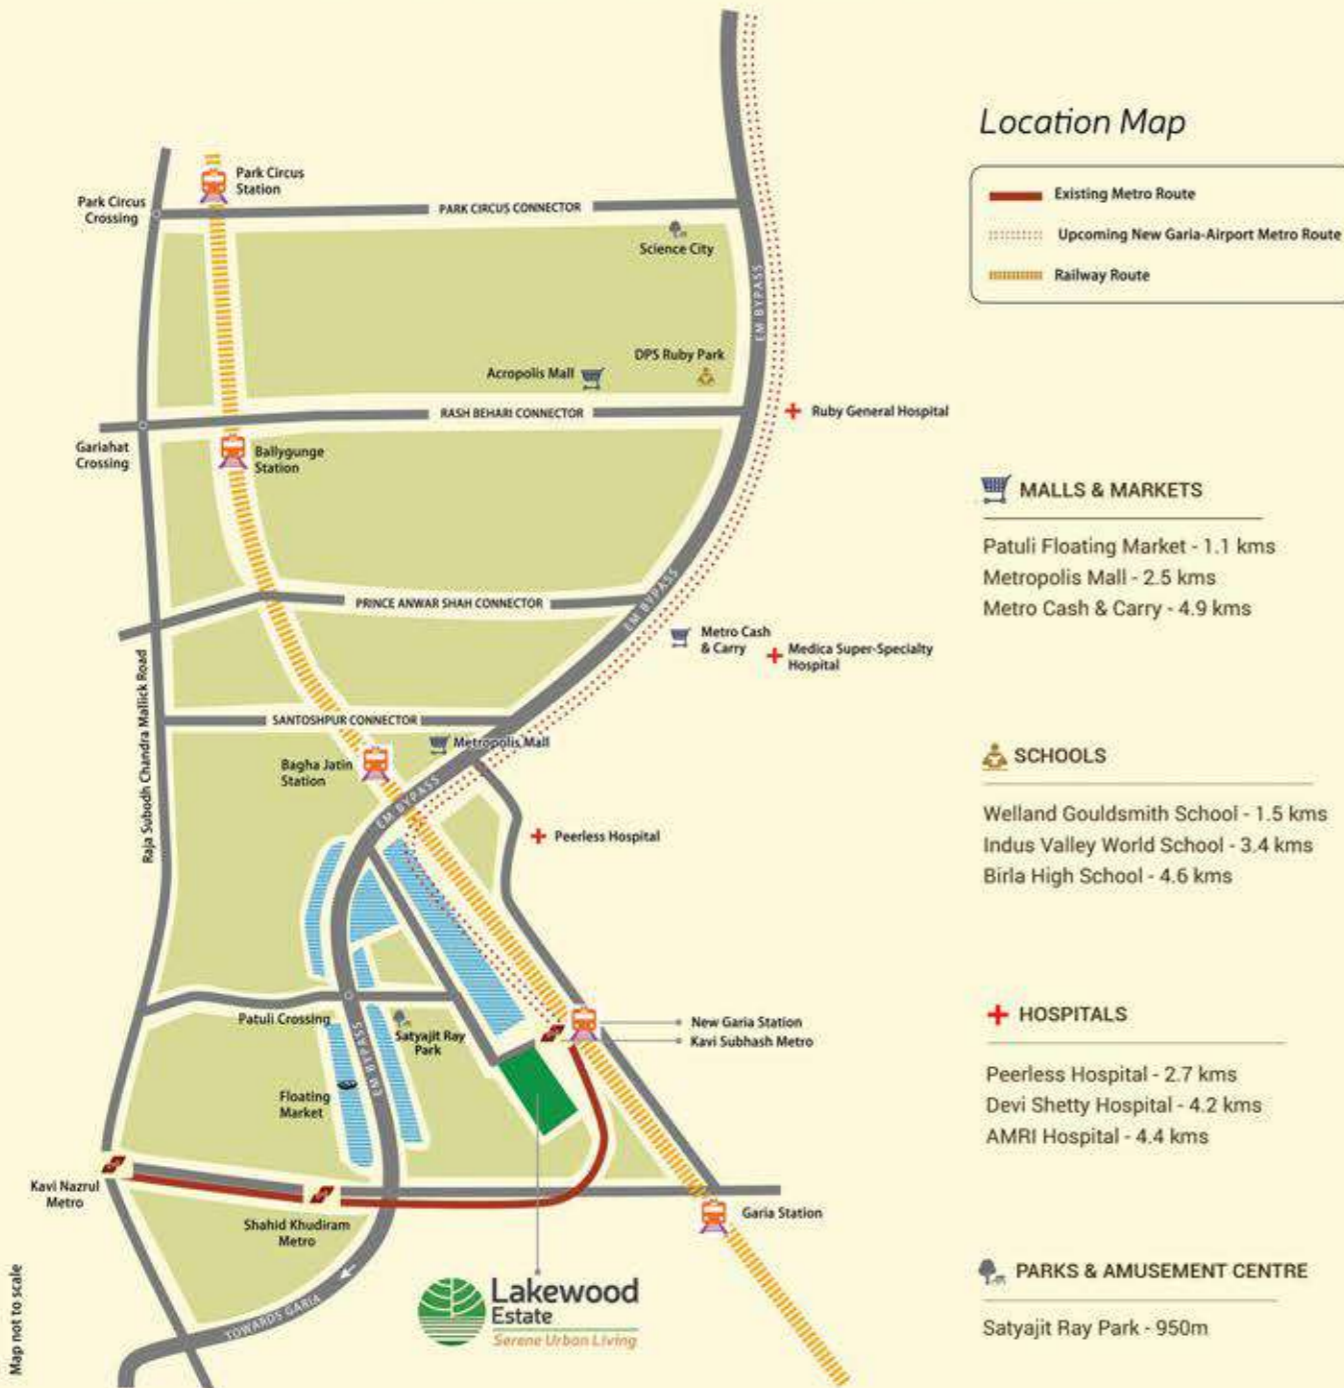 Location Map
Existing Metro Route
Upcoming New Garia-Airport Metro Route
Railway Route
Park Circus
Station
Park Circus
Crossing
PARK CIRCUS CONNECTOR
Science City
EM BYPASS
DPS Ruby Park
Acropolis Mall
RASH BEHARI CONNECTOR
Ruby General Hospital
Gariahat
Crossing
Ballygunge
Station
PRINCE ANWAR SHAH CONNECTOR
EM BYPASS
Metro Cash
& Carry
Medica Super-Specialty
Hospital
Raja Subodh Chandra Mallick Road
SANTOSHPUR CONNECTOR
Metropolis Mall
Bagha Jatin
Station
EM BYPASS
Peerless Hospital
Patuli Crossing
Satyajit Ray
Park
EM BYPASS
New Garia Station
Kavi Subhash Metro
Floating
Market
Kavi Nazrul
Metro
Shahid Khudiram
Metro
Garia Station
TOWARDS GARIA
Lakewood
Estate
Serene Urban Living
Map not to scale
MALLS & MARKETS
Patuli Floating Market - 1.1 kms
Metropolis Mall - 2.5 kms
Metro Cash & Carry - 4.9 kms
SCHOOLS
Welland Gouldsmith School - 1.5 kms
Indus Valley World School - 3.4 kms
Birla High School - 4.6 kms
HOSPITALS
Peerless Hospital - 2.7 kms
Devi Shetty Hospital - 4.2 kms
AMRI Hospital - 4.4 kms
PARKS & AMUSEMENT CENTRE
Satyajit Ray Park - 950m